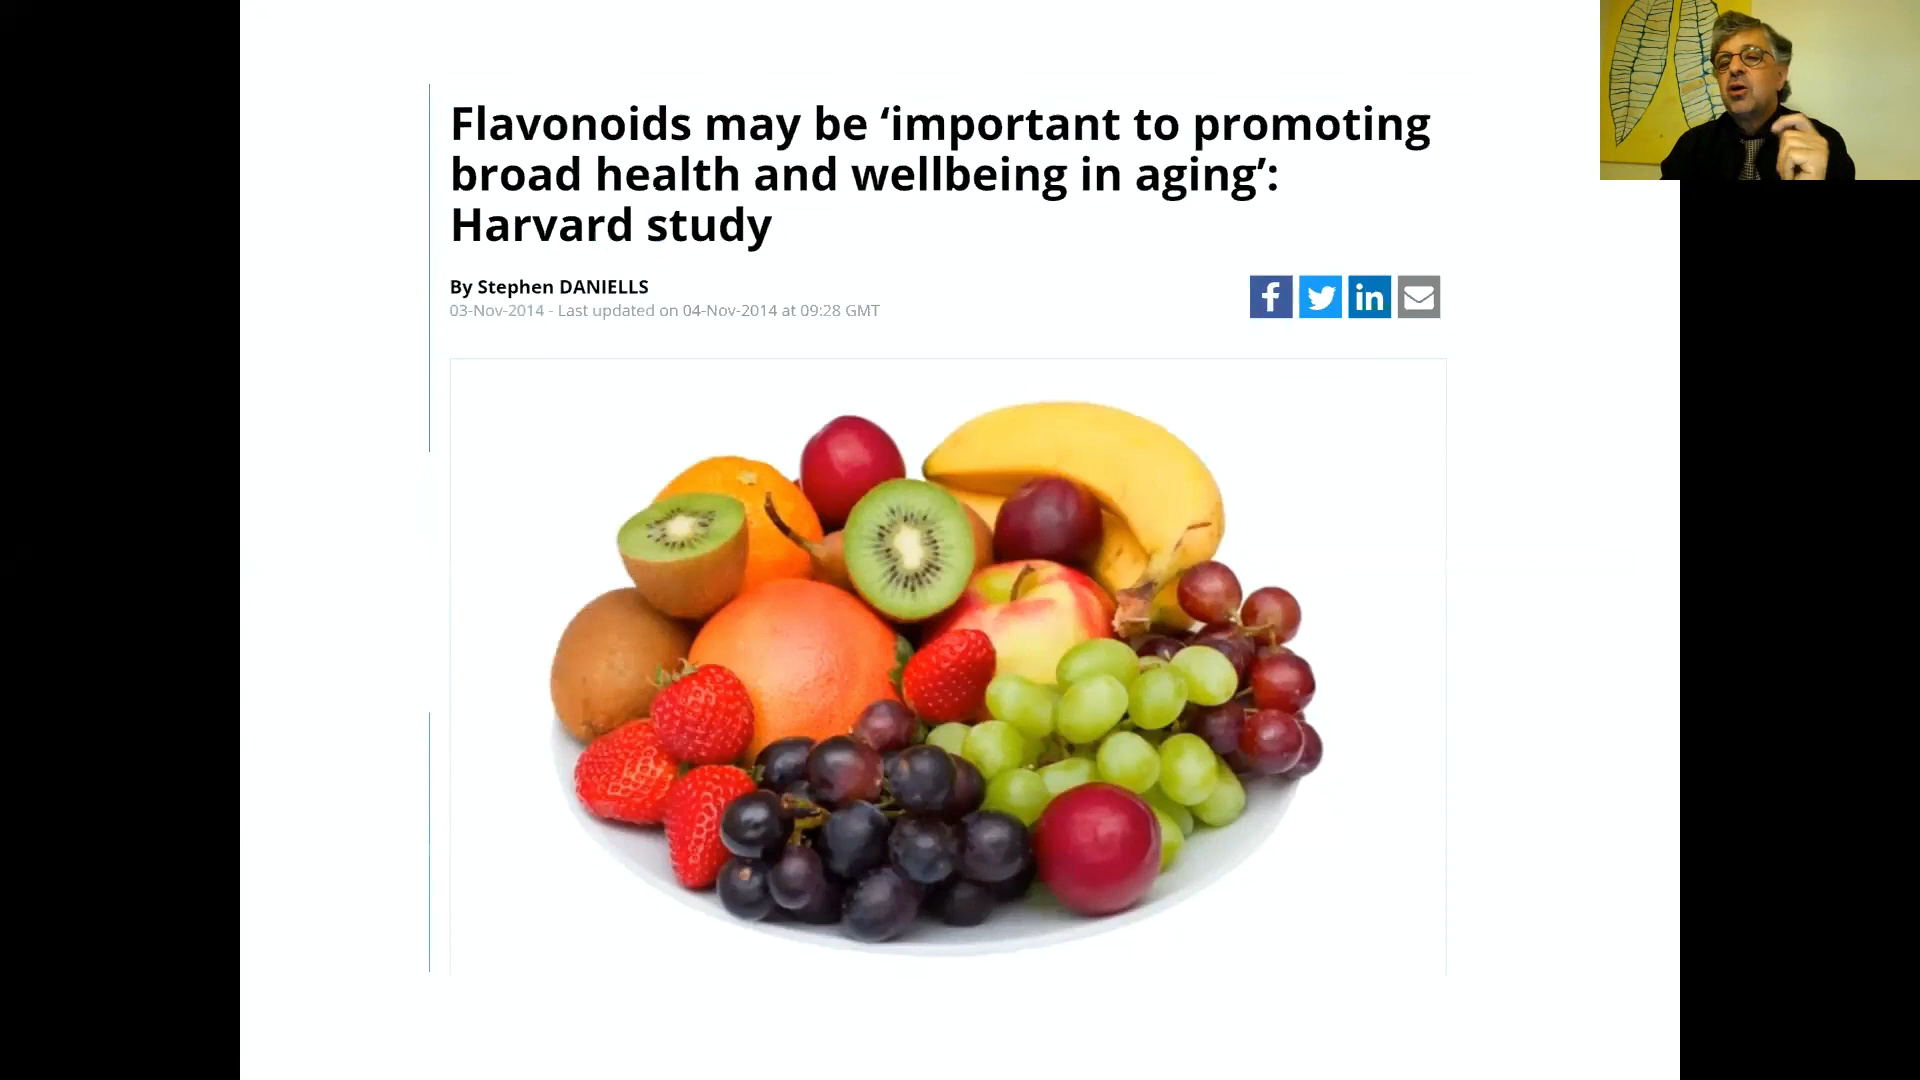 Flavonoids may be ‘important to promoting
broad health and wellbeing in aging’:
Harvard study
By Stephen DANIELLS
03-Nov-2014 - Last updated on 04-Nov-2014 at 09:28 GMT